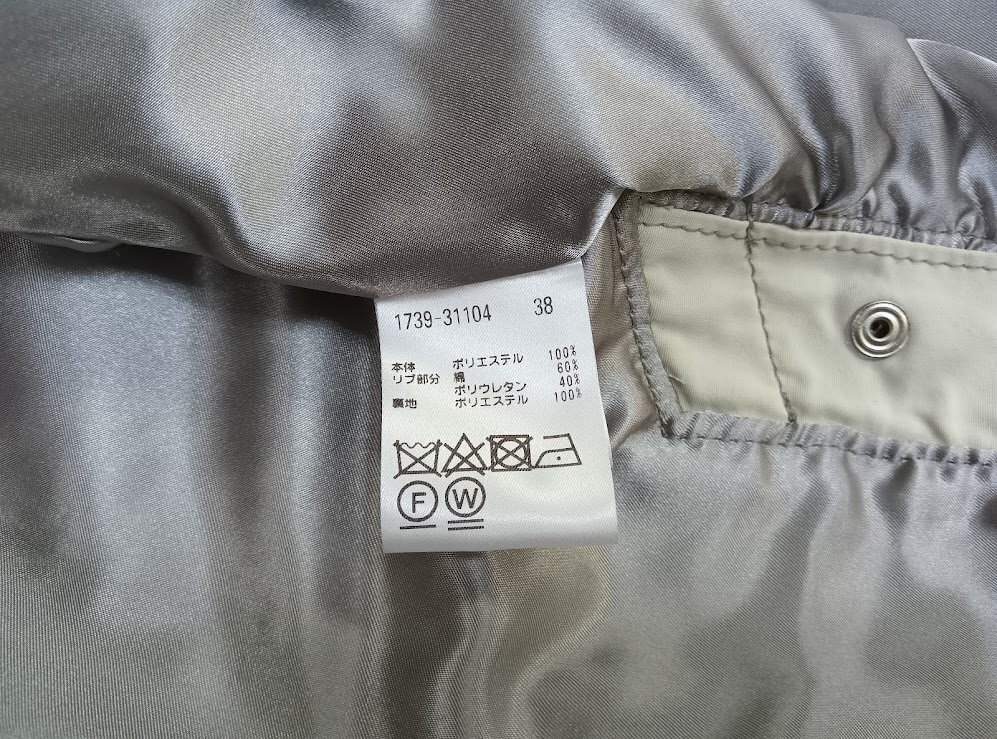 1739-31104 38
本体 ポリエステル 100%
リブ部分 綿 60%
ポリウレタン 40%
裏地 ポリエステル 100%
F W